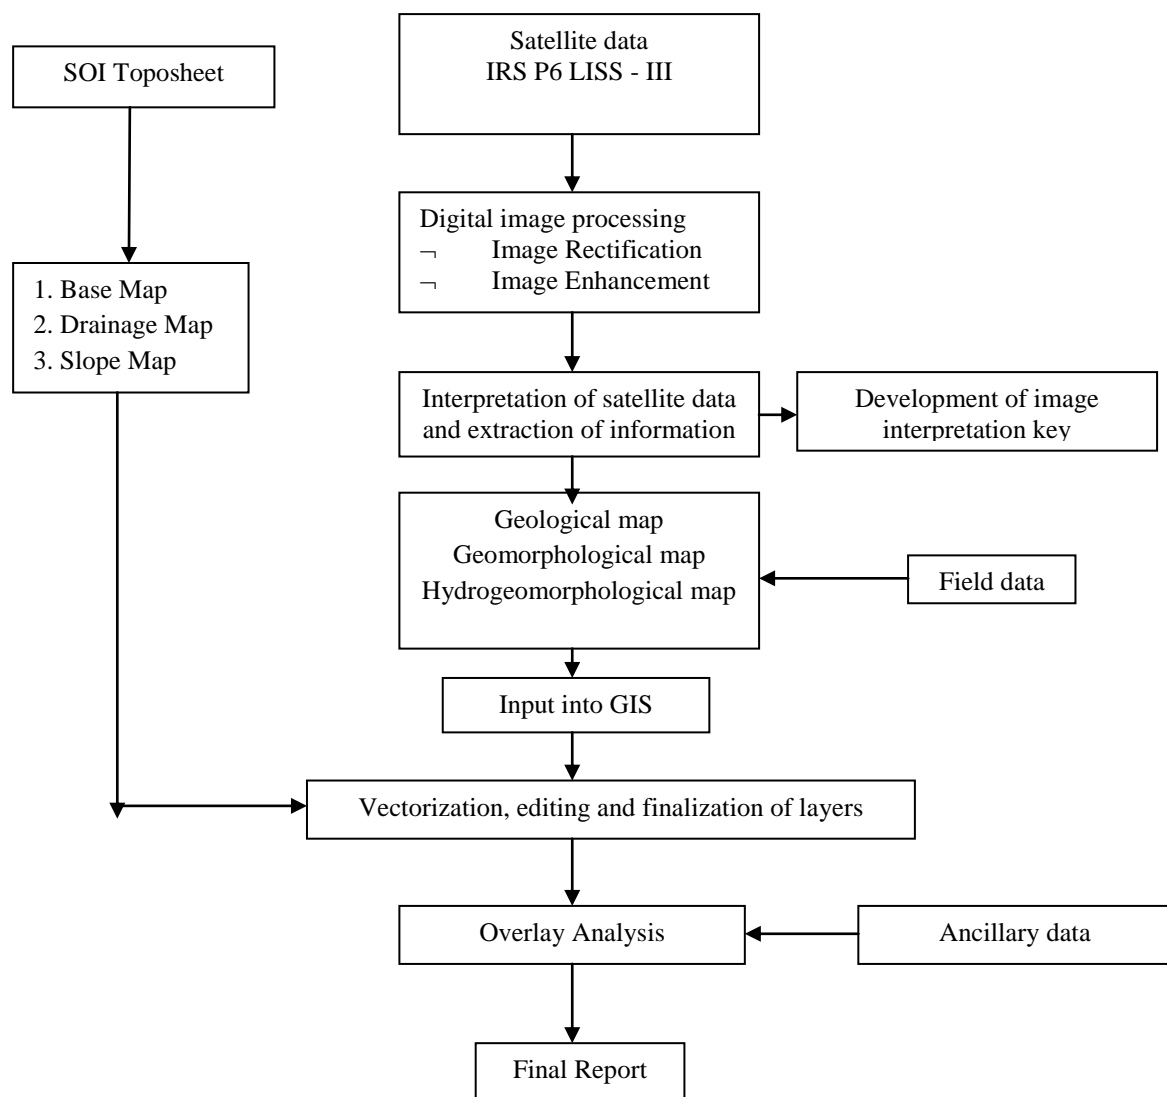 Satellite data
IRS P6 LISS - III
SOI Toposheet
Digital image processing
¬ Image Rectification
¬ Image Enhancement
1. Base Map
2. Drainage Map
3. Slope Map
Interpretation of satellite data
and extraction of information
Development of image
interpretation key
Geological map
Geomorphological map
Hydrogeomorphological map
Field data
Input into GIS
Vectorization, editing and finalization of layers
Overlay Analysis
Ancillary data
Final Report